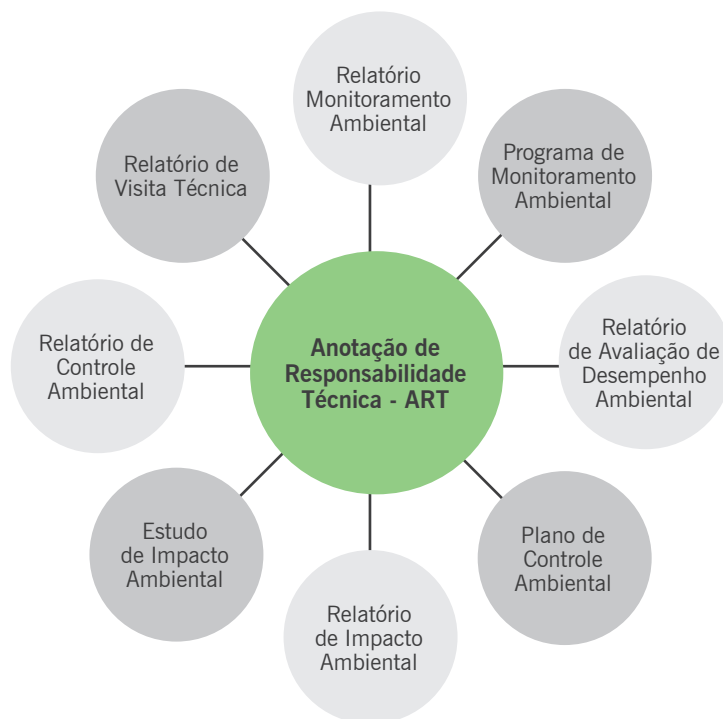 Relatório
Monitoramento
Ambiental
Programa de
Monitoramento
Ambiental
Relatório
de Avaliação de
Desempenho
Ambiental
Plano de
Controle
Ambiental
Relatório
de Impacto
Ambiental
Estudo
de Impacto
Ambiental
Relatório de
Controle
Ambiental
Relatório de
Visita Técnica
Anotação de
Responsabilidade
Técnica - ART